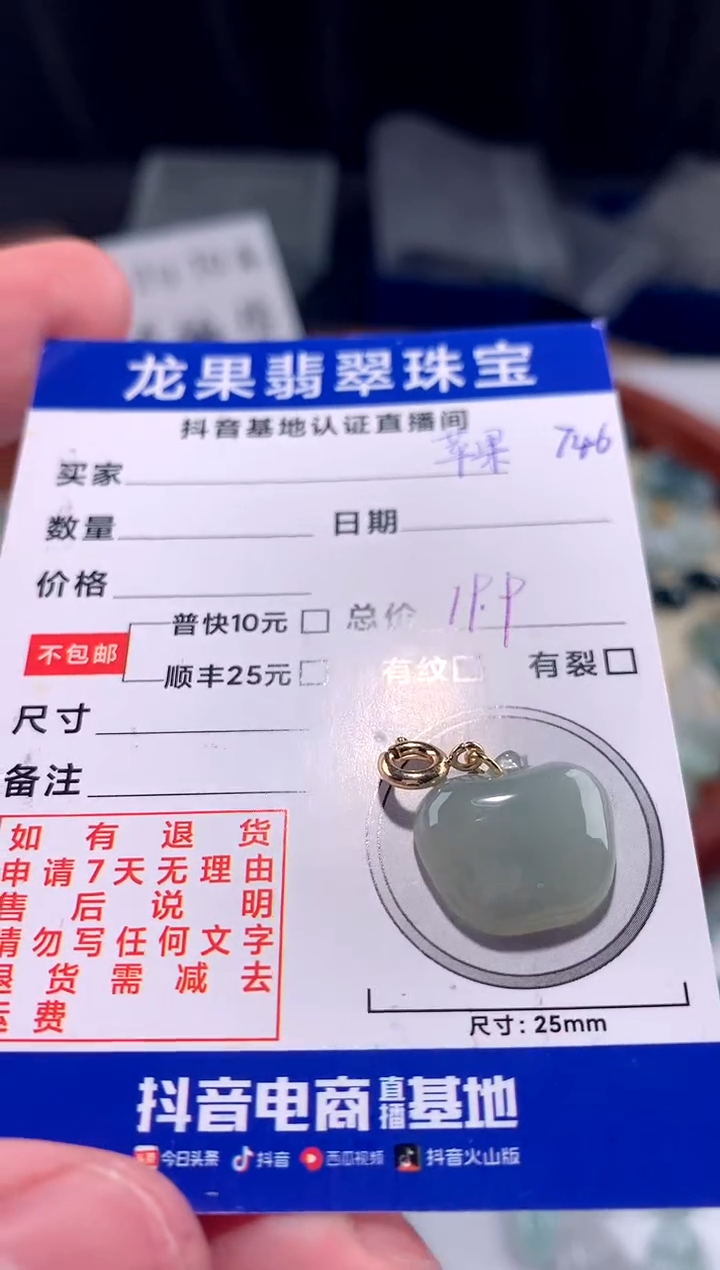 龙果翡翠珠宝
抖音基地认证直播间
买家 苹果 746
数量 日期
价格
普快10元 总价
不包邮
顺丰25元 有纹 有裂
尺寸
备注
如有退货
申请7天无理由
售后说明
请勿写任何文字
退货需减去
运费
尺寸：25mm
抖音电商直播基地
今日头条 抖音 西瓜视频 抖音火山版